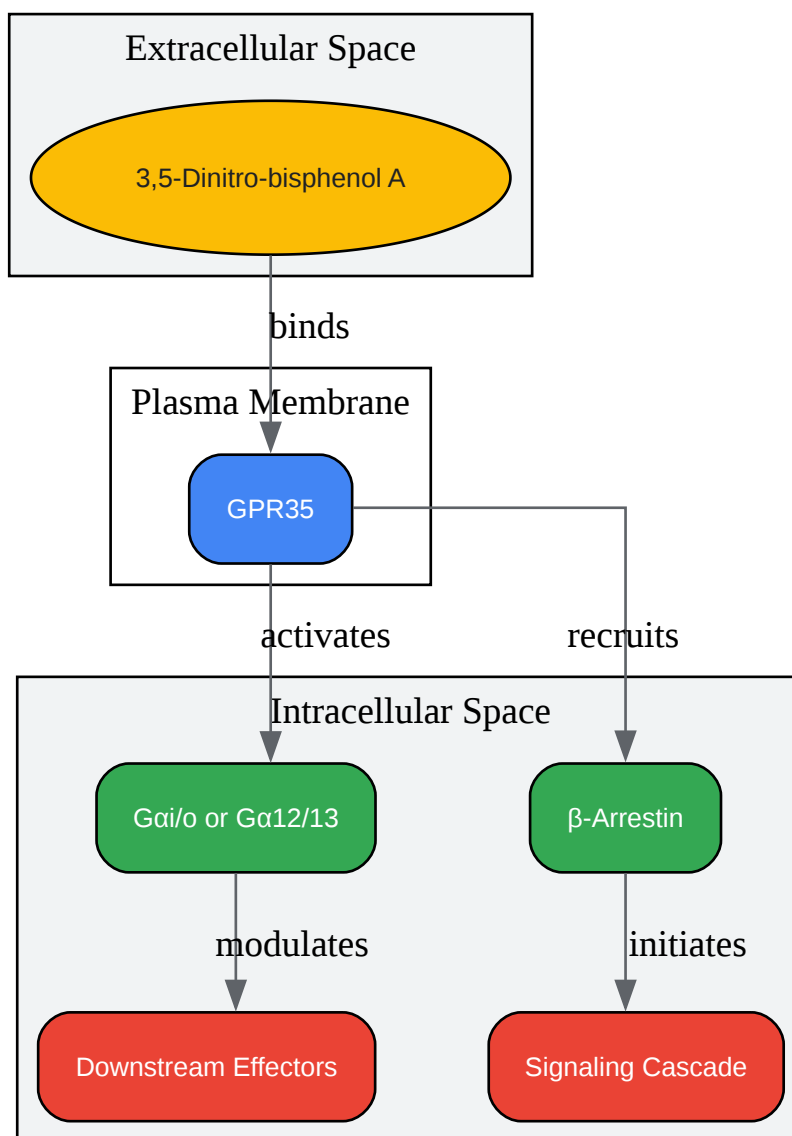 Extracellular Space
3,5-Dinitro-bisphenol A
binds
Plasma Membrane
GPR35
activates
recruits
Intracellular Space
Gαi/o or Gα12/13
β-Arrestin
modulates
initiates
Downstream Effectors
Signaling Cascade